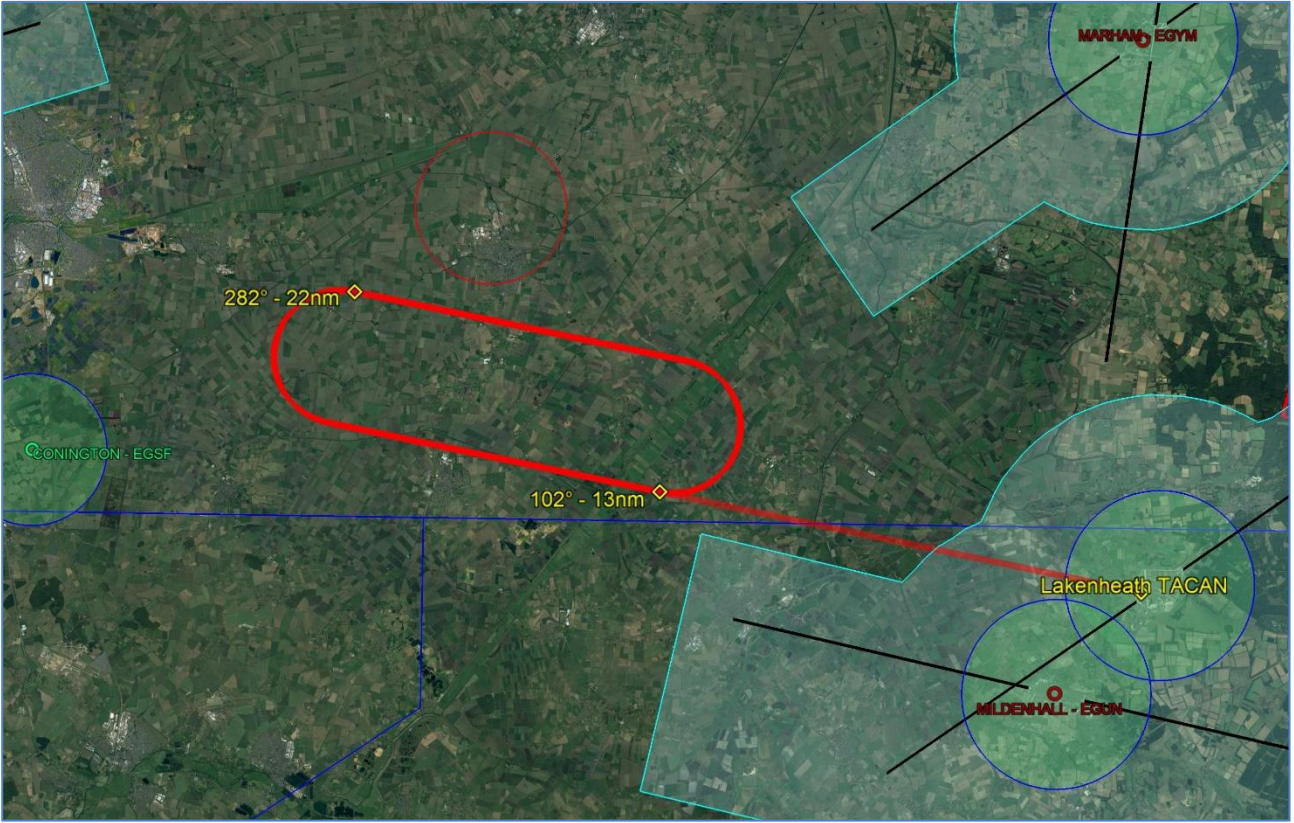 MARHAM - EGYM
282° - 22nm
CONINGTON - EGSF
102° - 13nm
Lakenheath TACAN
MILDENHALL - EGUN